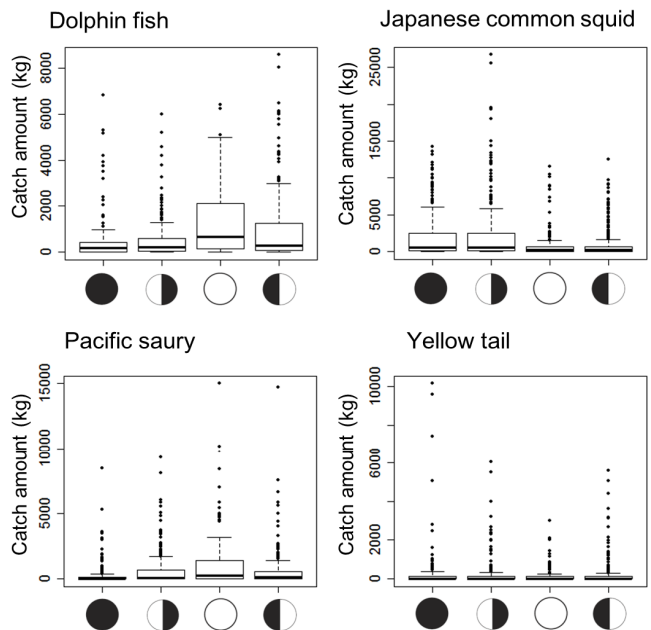 Dolphin fish
Japanese common squid
Catch amount (kg)
8000
6000
4000
2000
0
Catch amount (kg)
25000
15000
5000
0
Pacific saury
Yellow tail
Catch amount (kg)
15000
10000
5000
0
Catch amount (kg)
10000
6000
2000
0